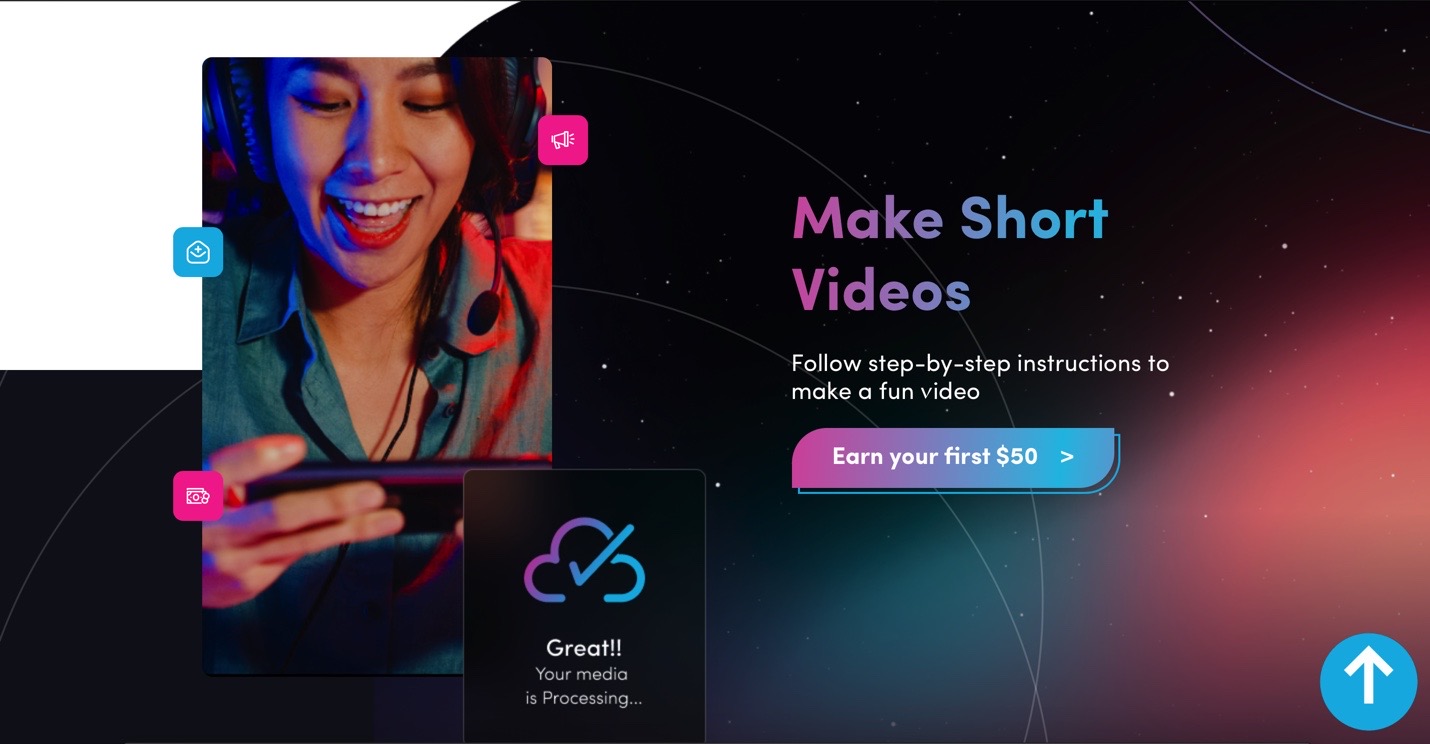 Make Short
Videos
Follow step-by-step instructions to
make a fun video
Earn your first $50 >
Great!!
Your media
is Processing...